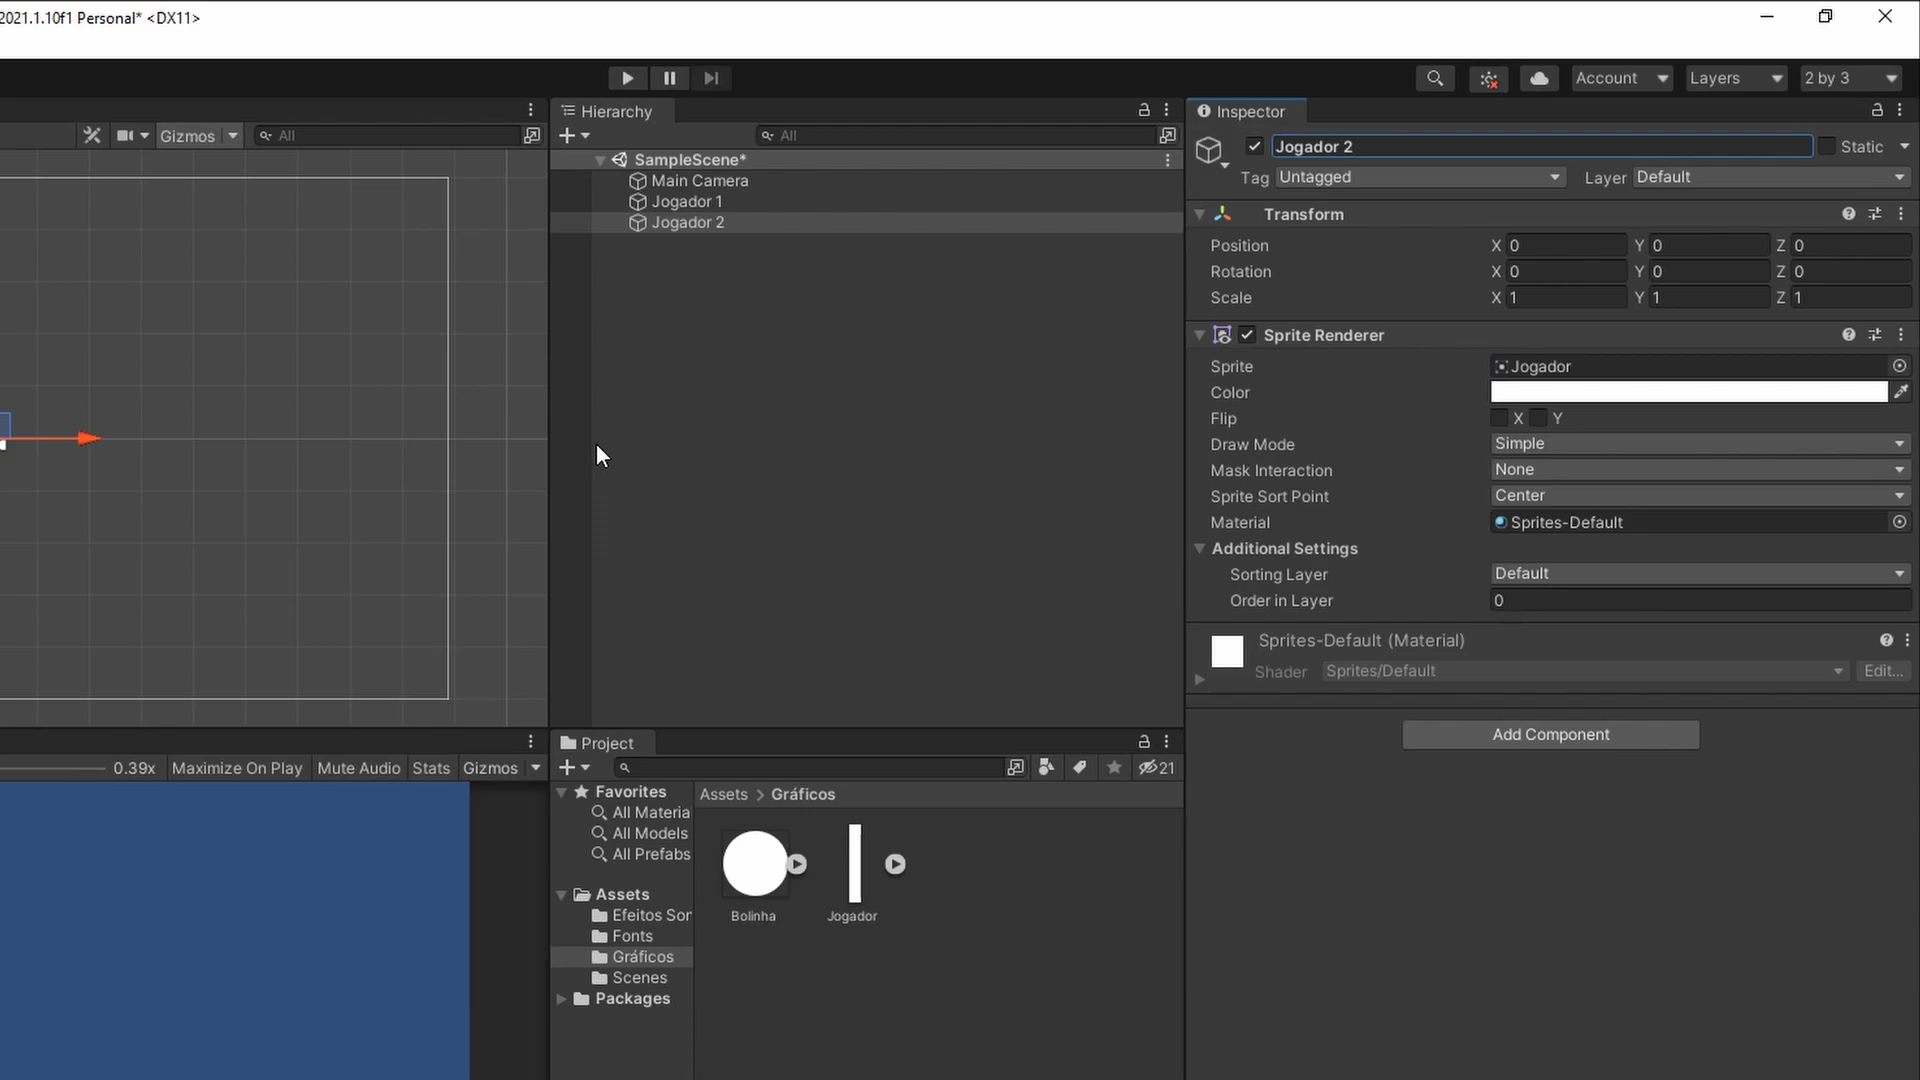 2021.1.10f1 Personal* <DX11>
Account
Layers
2 by 3
Hierarchy
Inspector
Gizmos
All
All
Jogador 2
Static
SampleScene*
Main Camera
Jogador 1
Jogador 2
Tag Untagged Layer Default
Transform
Position X 0 Y 0 Z 0
Rotation X 0 Y 0 Z 0
Scale X 1 Y 1 Z 1
Sprite Renderer
Sprite Jogador
Color
Flip X Y
Draw Mode Simple
Mask Interaction None
Sprite Sort Point Center
Material Sprites-Default
Additional Settings
Sorting Layer Default
Order in Layer 0
Sprites-Default (Material)
Shader Sprites/Default Edit...
Add Component
0.39x Maximize On Play Mute Audio Stats Gizmos
Project
21
Favorites
All Materia
All Models
All Prefabs
Assets
Efeitos Sor
Fonts
Gráficos
Scenes
Packages
Assets > Gráficos
Bolinha
Jogador